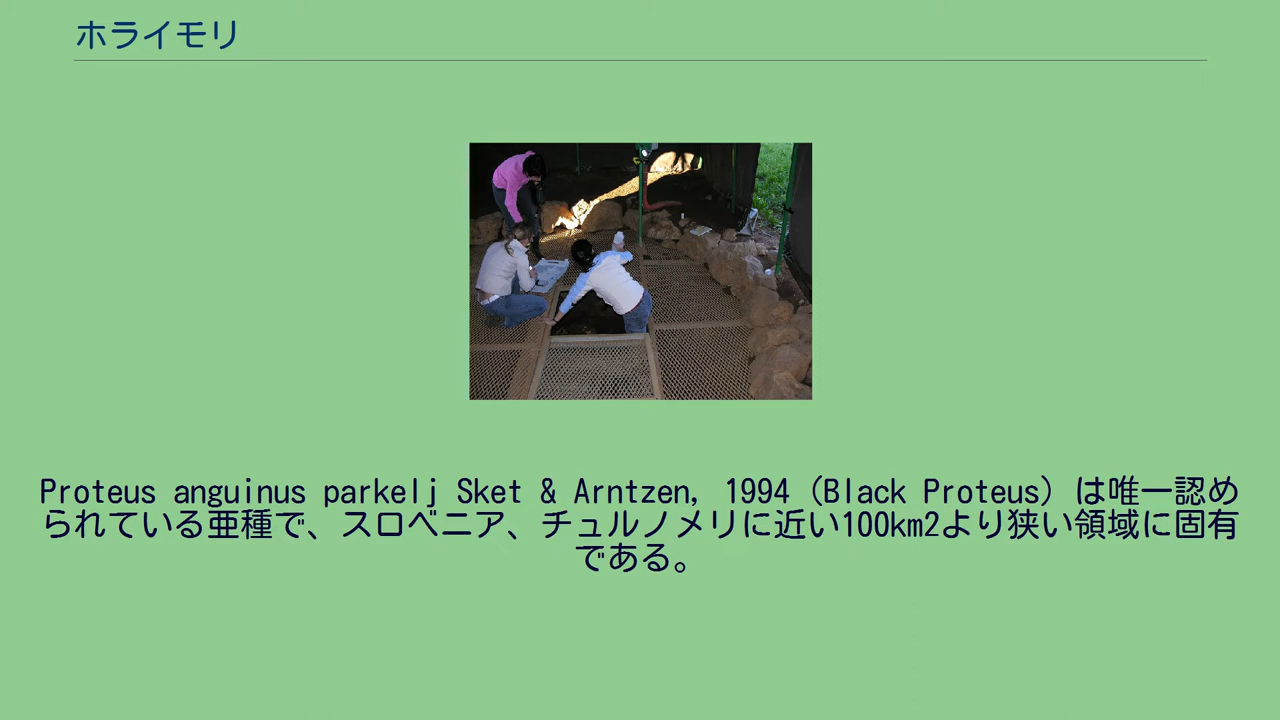 ホライモリ
Proteus anguinus parkelj Sket & Arntzen, 1994 (Black Proteus) は唯一認め
られている亜種で、スロベニア、チュルノメリに近い100km2より狭い領域に固有
である。